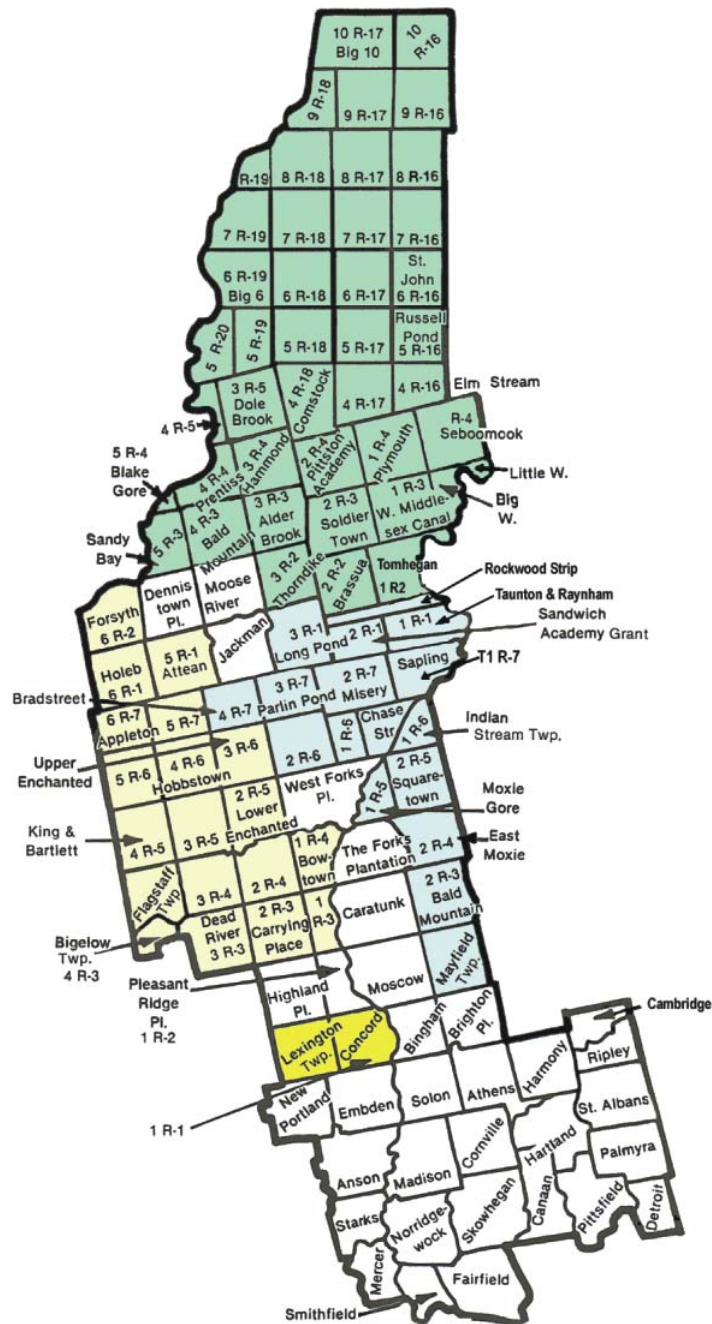 10 R-17
Big 10
10
R-16
9 R-18
9 R-17
9 R-16
R-19
8 R-18
8 R-17
8 R-16
7 R-19
7 R-18
7 R-17
7 R-16
6 R-19
Big 6
6 R-18
6 R-17
St.
John
6 R-16
5 R-20
5 R-19
5 R-18
5 R-17
Russell
Pond
5 R-16
4 R-5
3 R-5
Dole
Brook
4 R-18
Comstock
4 R-17
4 R-16
Elm Stream
5 R-4
Blake
Gore
4 R-4
Prentiss
3 R-4
Hammond
2 R-4
Pittston
Academy
1 R-4
Plymouth
R-4
Seboomcook
Little W.
Sandy
Bay
5 R-3
4 R-3
Bald
Mountain
3 R-3
Alder
Brook
2 R-3
Soldier
Town
1 R-3
W. Middle-
sex Canal
Big
W.
Forsyth
6 R-2
Dennis
town
Pl.
Moose
River
3 R-2
Thorndike
2 R-2
Brassua
Tomhegan
1 R2
Rockwood Strip
Taunton & Raynham
Holeb
6 R-1
5 R-1
Attean
Jackman
3 R-1
Long Pond
2 R-1
1 R-1
Sandwich
Academy Grant
Bradstreet
6 R-7
Appleton
5 R-7
4 R-7
3 R-7
Parlin Pond
2 R-7
Misery
Sapling
T1 R-7
Upper
Enchanted
5 R-6
4 R-6
Hobbstown
3 R-6
2 R-6
1 R-6
Chase
Str
1 R-6
Indian
Stream Twp.
King &
Bartlett
4 R-5
3 R-5
2 R-5
Lower
Enchanted
West Forks
Pl.
1 R-5
2 R-5
Square-
town
Moxie
Gore
Flagstaff
Twp
3 R-4
2 R-4
1 R-4
Bow-
town
The Forks
Plantation
2 R-4
East
Moxie
Bigelow
Twp.
4 R-3
Dead
River
3 R-3
2 R-3
Carrying
Place
1
R-3
Caratunk
2 R-3
Bald
Mountain
Pleasant
Ridge
Pl.
1 R-2
Highland
Pl.
Moscow
Mayfield
Twp.
Lexington
Twp.
Concord
Bingham
Brighton
Pl.
Cambridge
1 R-1
New
Portland
Embden
Solon
Athens
Harmony
Ripley
St. Albans
Anson
Madison
Cornville
Hartland
Palmyra
Starks
Norridge-
wock
Skowhegan
Canaan
Pittsfield
Detroit
Mercer
Fairfield
Smithfield